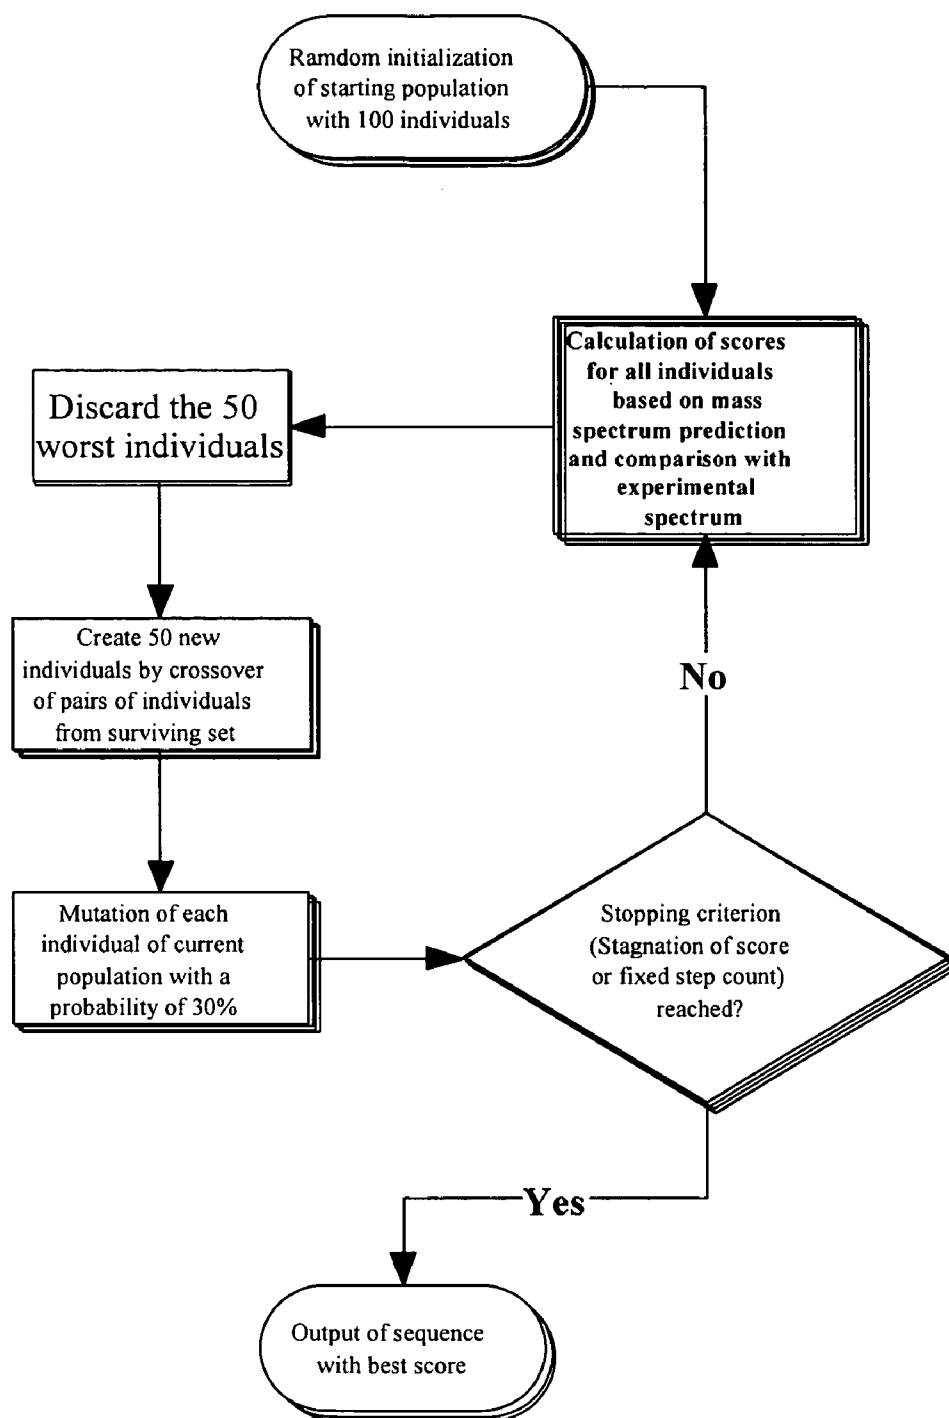 Ramdom initialization
of starting population
with 100 individuals
Calculation of scores
for all individuals
based on mass
spectrum prediction
and comparison with
experimental
spectrum
Discard the 50
worst individuals
Create 50 new
individuals by crossover
of pairs of individuals
from surviving set
Mutation of each
individual of current
population with a
probability of 30%
Stopping criterion
(Stagnation of score
or fixed step count)
reached?
No
Yes
Output of sequence
with best score